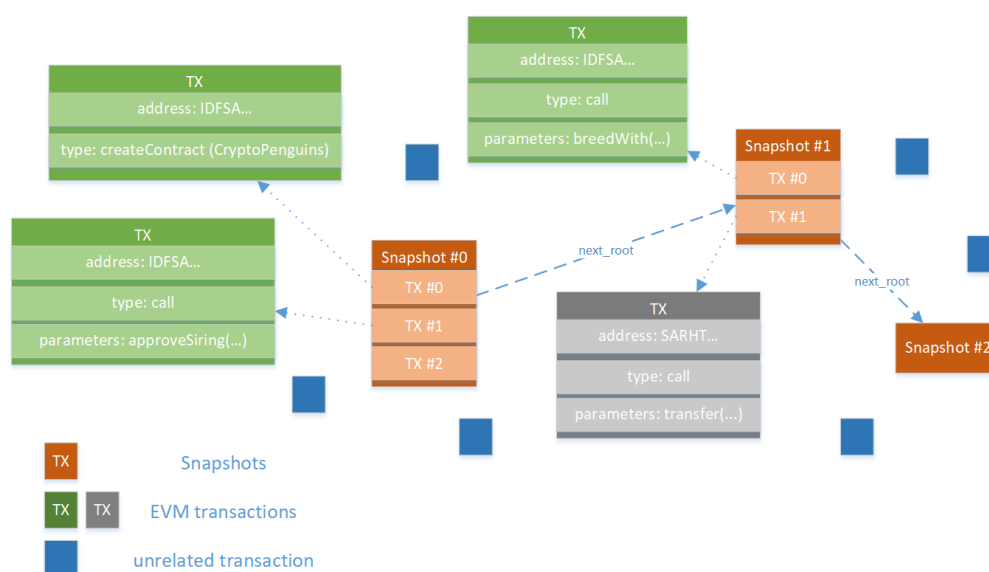 TX
address: IDFSA...
type: call
parameters: breedWith(...)
TX
address: IDFSA...
type: createContract (CryptoPenguins)
Snapshot #1
TX #0
TX #1
TX
address: IDFSA...
type: call
parameters: approveSiring(...)
Snapshot #0
TX #0
TX #1
TX #2
next_root
next_root
TX
address: SARHT...
type: call
parameters: transfer(...)
Snapshot #2
TX
Snapshots
TX
TX
EVM transactions
unrelated transaction